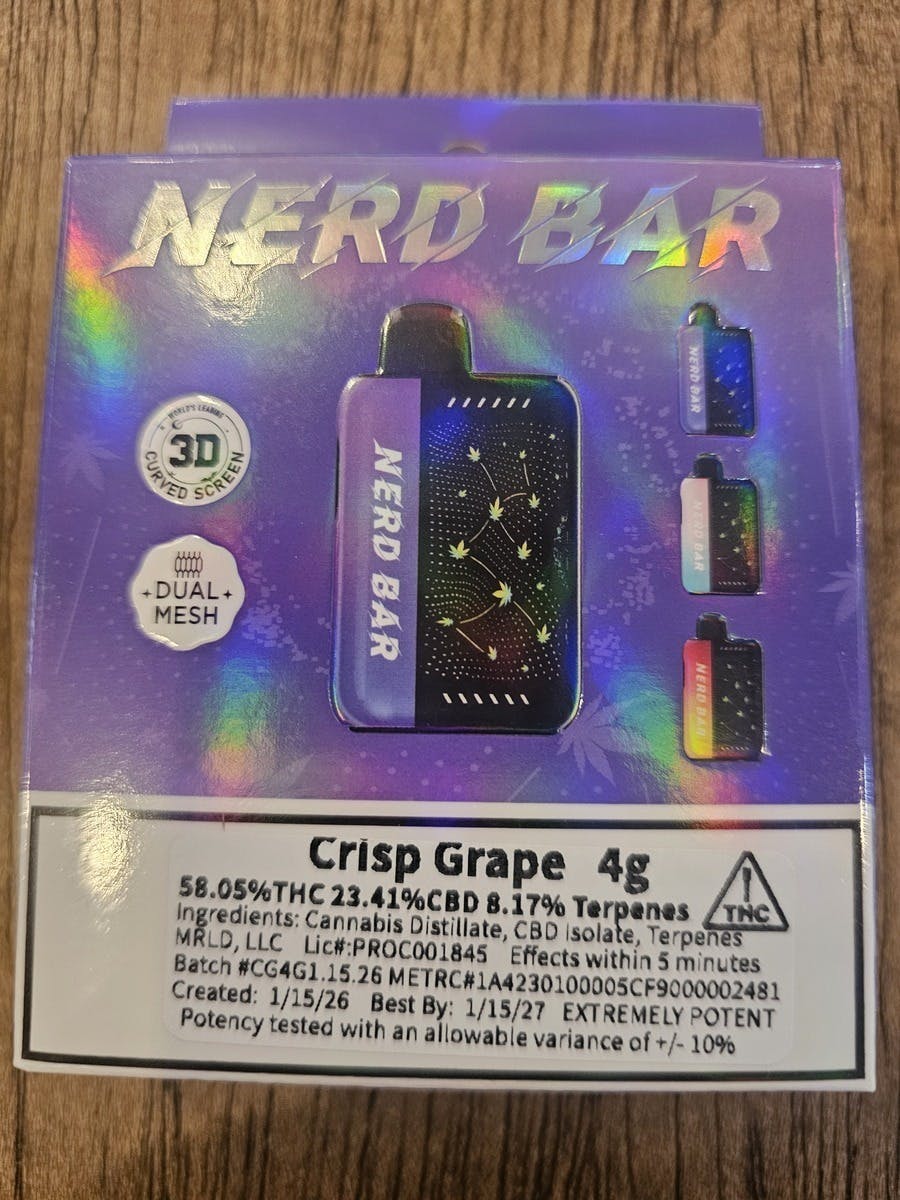 NERD BAR
WORLD'S LEADING
3D
CURVED SCREEN
DUAL
MESH
NERD BAR
NERD BAR
NERD BAR
NERD BAR
Crisp Grape 4g
58.05%THC 23.41%CBD 8.17% Terpenes
THC
Ingredients: Cannabis Distillate, CBD Isolate, Terpenes
MRLD, LLC Lic#:PROC001845 Effects within 5 minutes
Batch #CG4G1.15.26 METRC#1A4230100005CF9000002481
Created: 1/15/26 Best By: 1/15/27 EXTREMELY POTENT
Potency tested with an allowable variance of +/- 10%